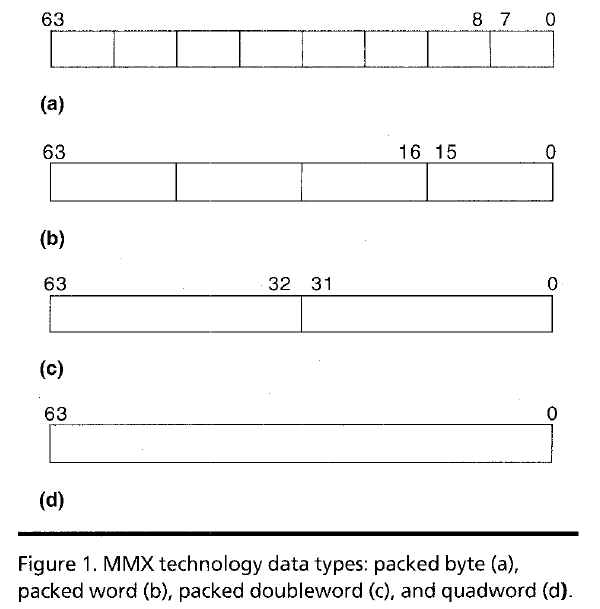 63 8 7 0
(a)
63 16 15 0
(b)
63 32 31 0
(c)
63 0
(d)
Figure 1. MMX technology data types: packed byte (a),
packed word (b), packed doubleword (c), and quadword (d).